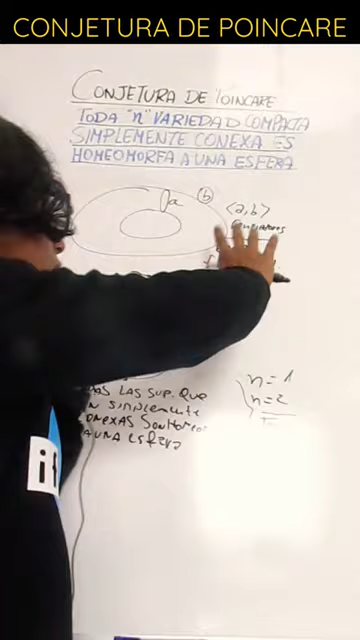 CONJETURA DE POINCARE
CONJETURA DE POINCARE
TODA "n" VARIEDAD COMPACTA
SIMPLEMENTE CONEXA ES
HOMEOMORFA A UNA ESFERA
a
b
<a,b>
LAS SUP. QUE
n=1
SIMPLEMENTE
n=2
CONEXAS SON HOMEO
A UNA ESFERA
if